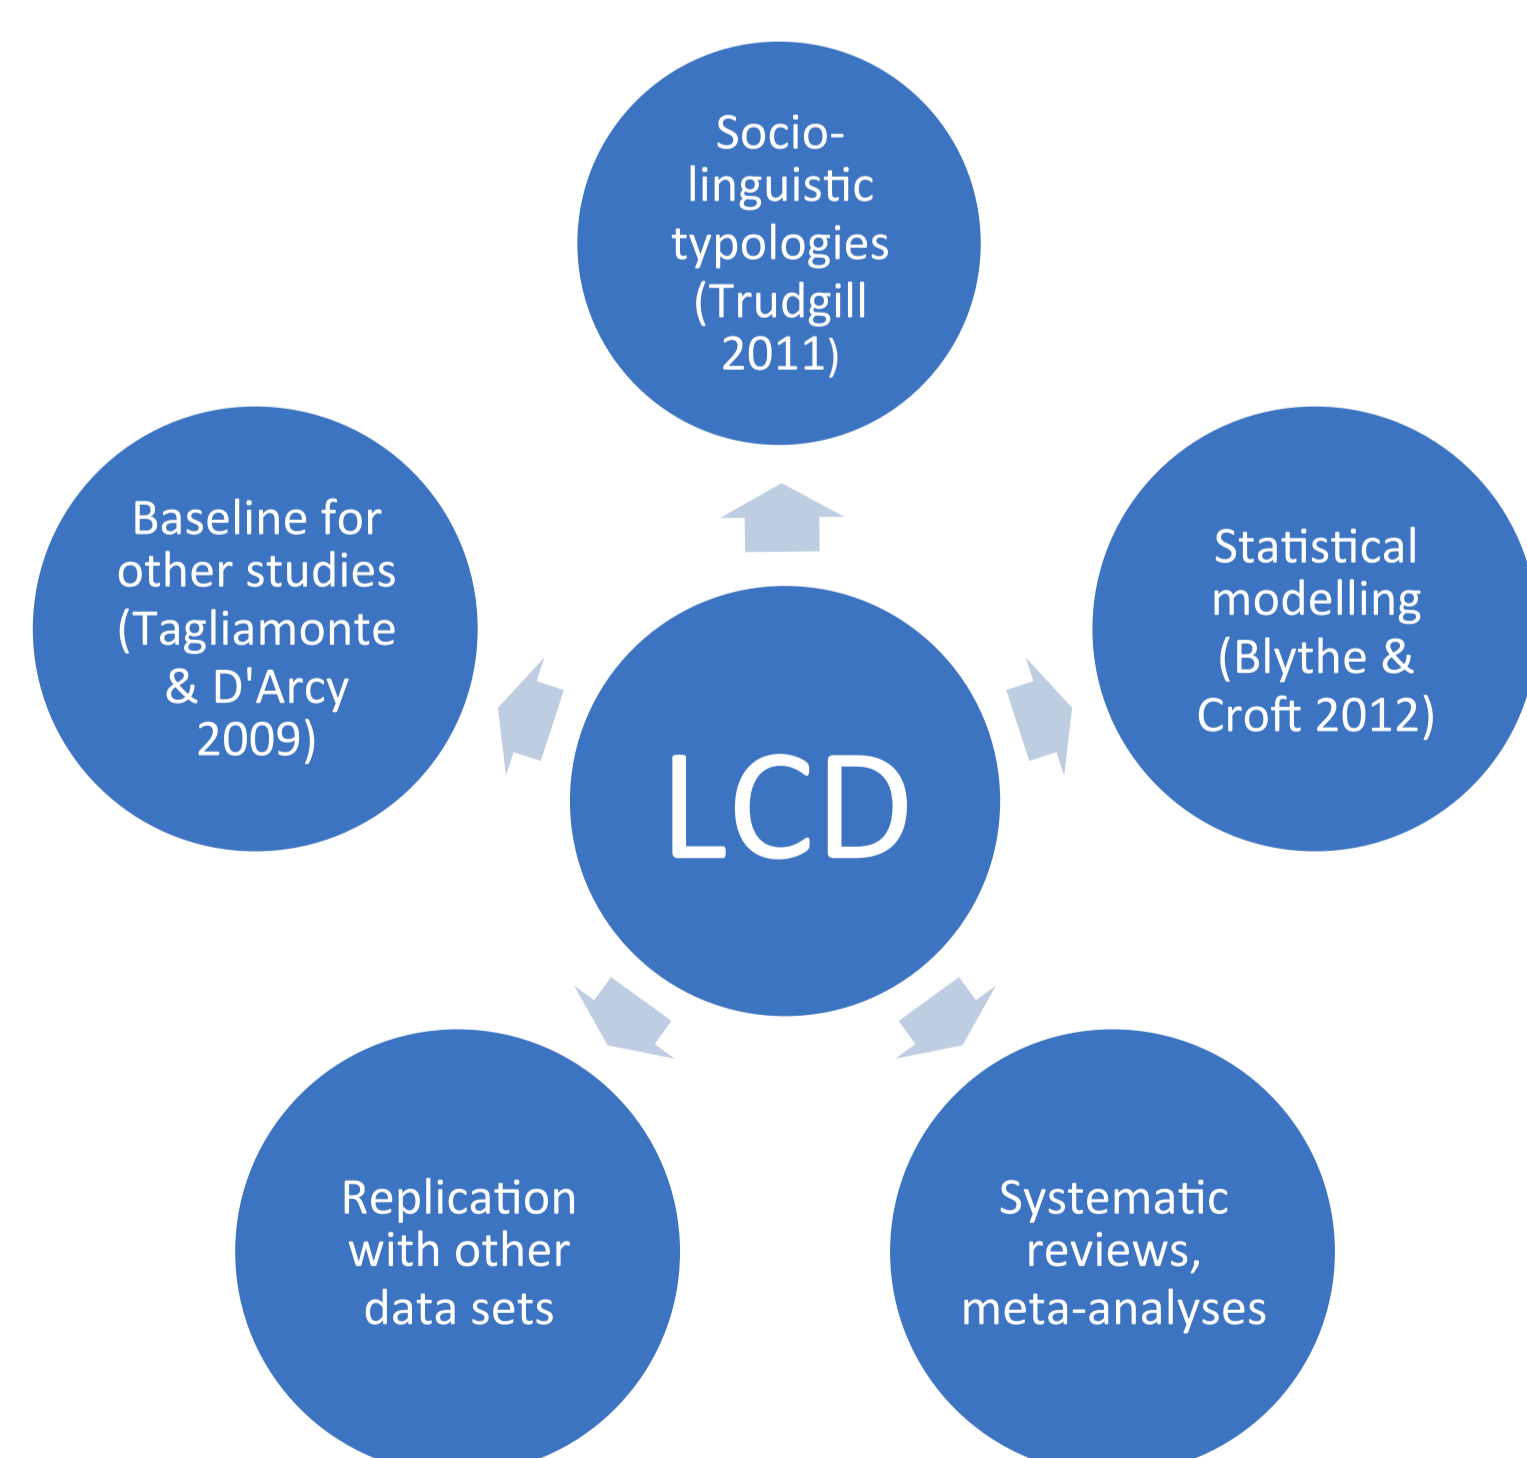 Socio-
linguistic
typologies
(Trudgill
2011)
Baseline for
other studies
(Tagliamonte
& D'Arcy
2009)
Statistical
modelling
(Blythe &
Croft 2012)
LCD
Replication
with other
data sets
Systematic
reviews,
meta-analyses